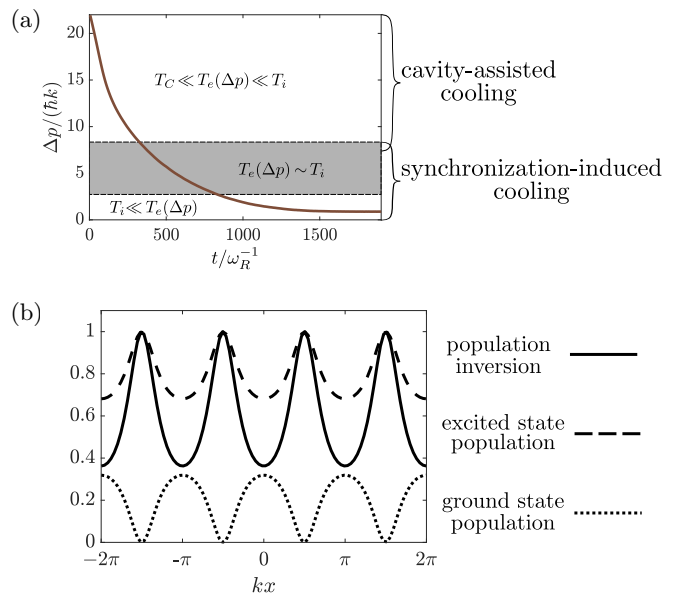 (a)
20
15
10
5
0
Δp/(ħk)
T_C ≪ T_e(Δp) ≪ T_i
T_e(Δp) ∼ T_i
T_i ≪ T_e(Δp)
0 500 1000 1500
t/ω_R^{-1}
cavity-assisted
cooling
synchronization-induced
cooling
(b)
1
0.8
0.6
0.4
0.2
0
−2π -π 0 π 2π
kx
population
inversion
excited state
population
ground state
population